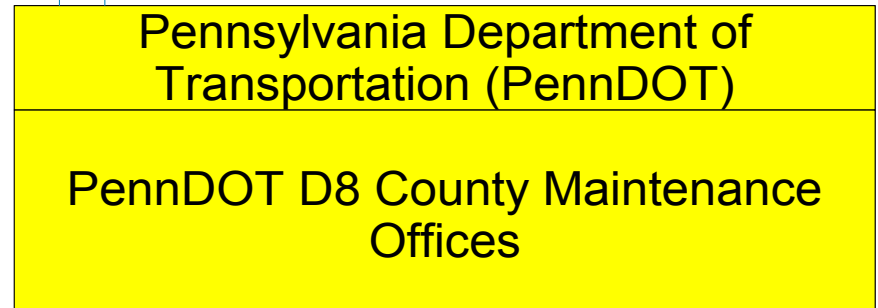 Pennsylvania Department of
Transportation (PennDOT)
PennDOT D8 County Maintenance
Offices